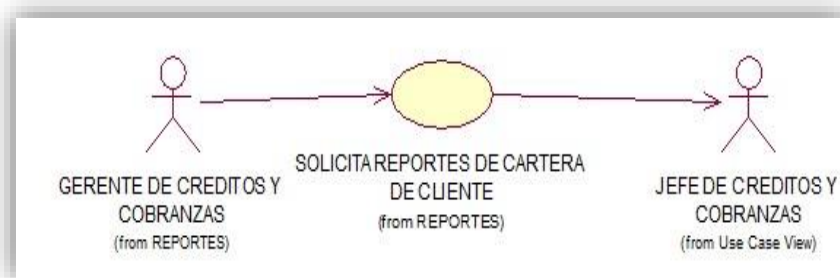 GERENTE DE CREDITOS Y
COBRANZAS
(from REPORTES)
SOLICITA REPORTES DE CARTERA
DE CLIENTE
(from REPORTES)
JEFE DE CREDITOS Y
COBRANZAS
(from Use Case View)